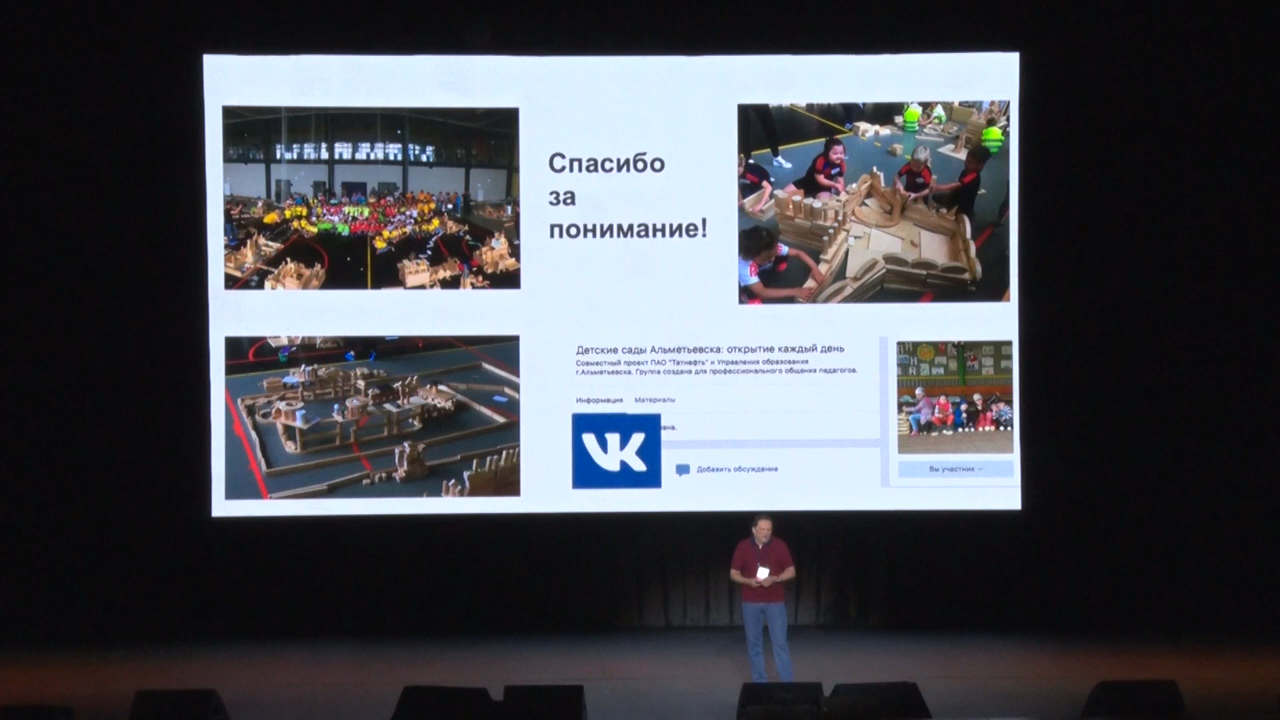 Спасибо
за
понимание!
Детские сады Альметьевска: открытие каждый день
Совместный проект ПАО "Татнефть" и Управления образования
г.Альметьевска. Группа создана для профессионального общения педагогов.
Информация Материалы
Добавить обсуждение
Вы участник